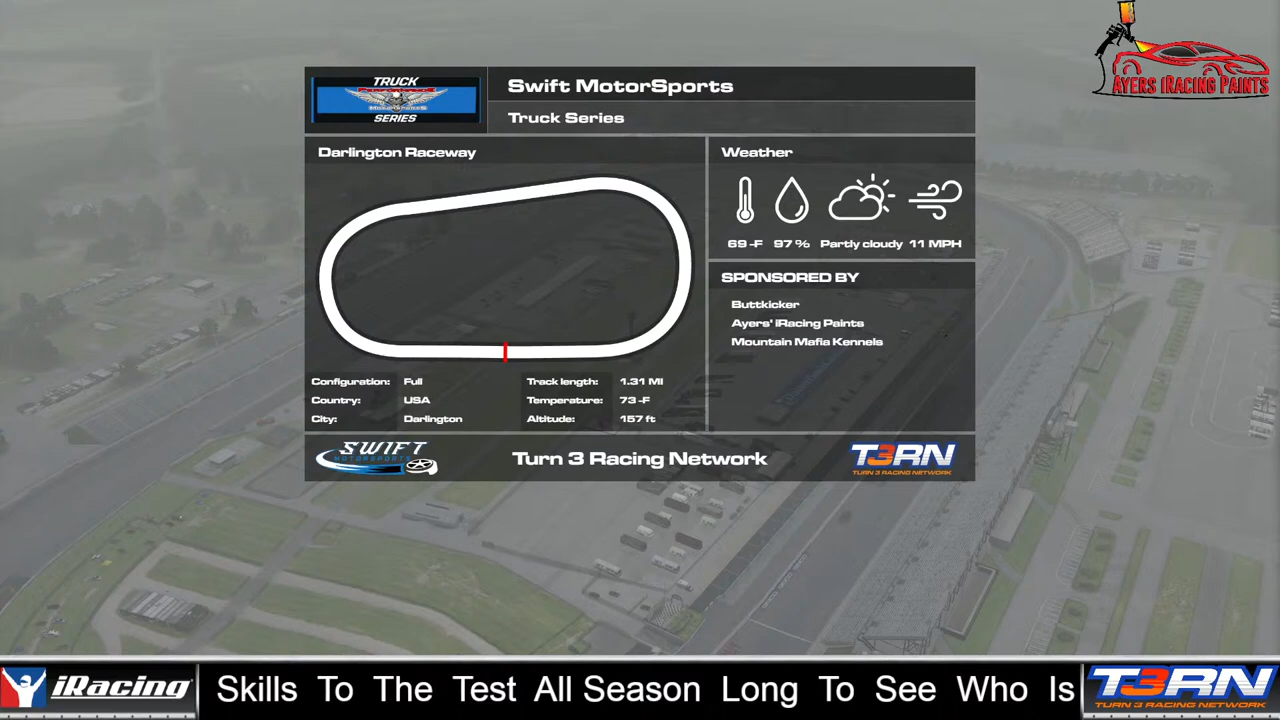 AYERS IRACING PAINTS
TRUCK
SERIES
Swift MotorSports
Truck Series
Darlington Raceway
Weather
69 °F 97 % Partly cloudy 11 MPH
SPONSORED BY
Buttkicker
Ayers' iRacing Paints
Mountain Mafia Kennels
Configuration: Full Track length: 1.31 MI
Country: USA Temperature: 73 °F
City: Darlington Altitude: 157 ft
SWIFT
MOTORSPORTS
Turn 3 Racing Network
T3RN
TURN 3 RACING NETWORK
iRacing
Skills To The Test All Season Long To See Who Is
T3RN
TURN 3 RACING NETWORK